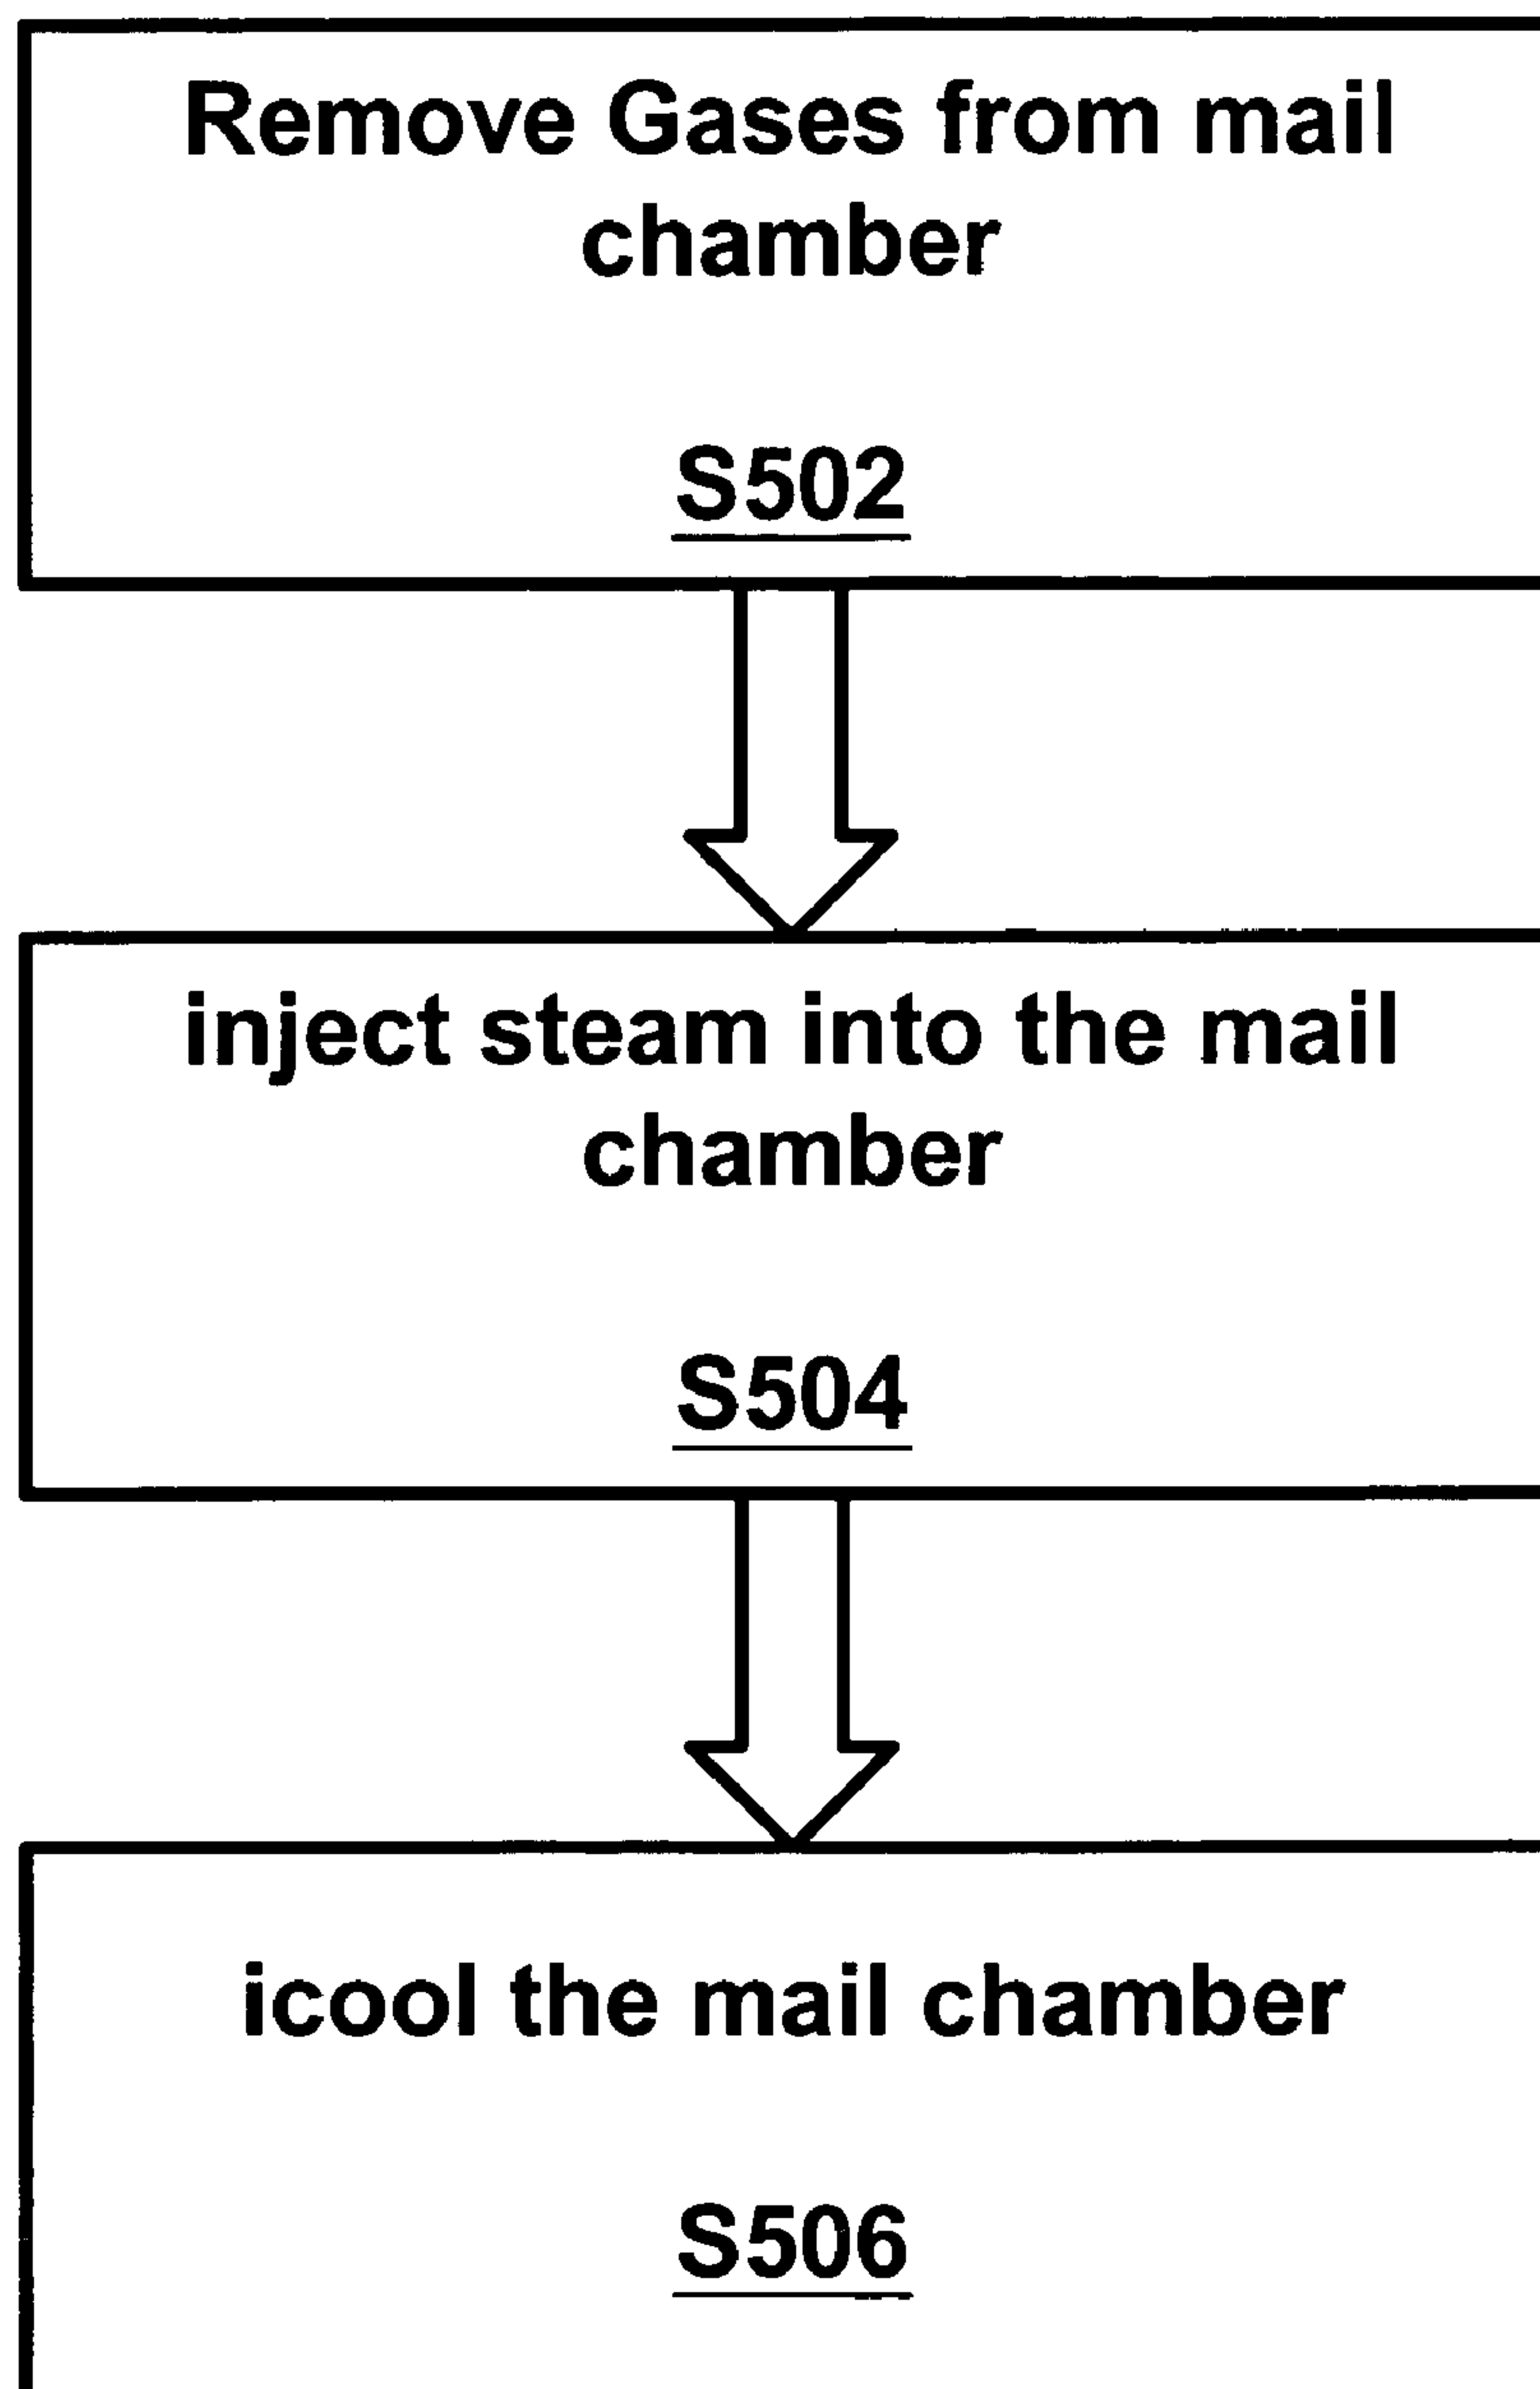 Remove Gases from mail
chamber
S502
inject steam into the mail
chamber
S504
icool the mail chamber
S506